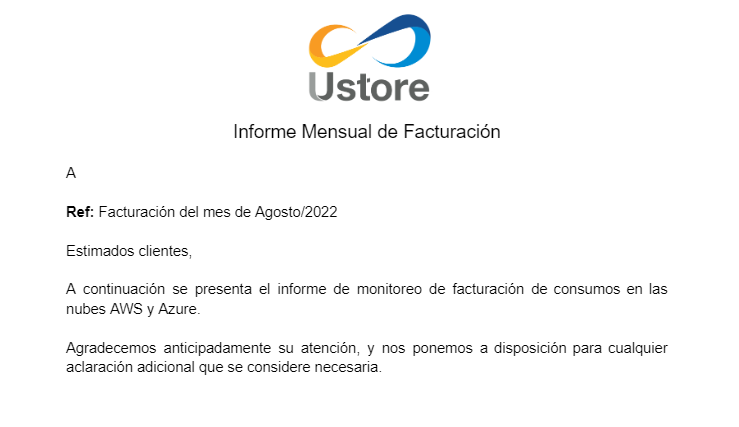 Ustore
Informe Mensual de Facturación
A
Ref: Facturación del mes de Agosto/2022
Estimados clientes,
A continuación se presenta el informe de monitoreo de facturación de consumos en las
nubes AWS y Azure.
Agradecemos anticipadamente su atención, y nos ponemos a disposición para cualquier
aclaración adicional que se considere necesaria.